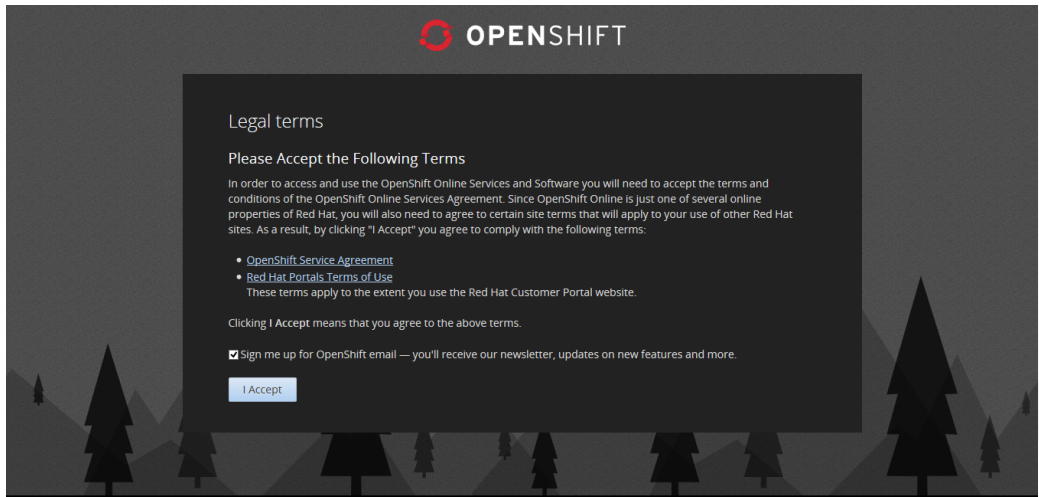 OPENSHIFT
Legal terms
Please Accept the Following Terms
In order to access and use the OpenShift Online Services and Software you will need to accept the terms and
conditions of the OpenShift Online Services Agreement. Since OpenShift Online is just one of several online
properties of Red Hat, you will also need to agree to certain site terms that will apply to your use of other Red Hat
sites. As a result, by clicking "I Accept" you agree to comply with the following terms:
• OpenShift Service Agreement
• Red Hat Portals Terms of Use
These terms apply to the extent you use the Red Hat Customer Portal website.
Clicking I Accept means that you agree to the above terms.
Sign me up for OpenShift email — you'll receive our newsletter, updates on new features and more.
I Accept